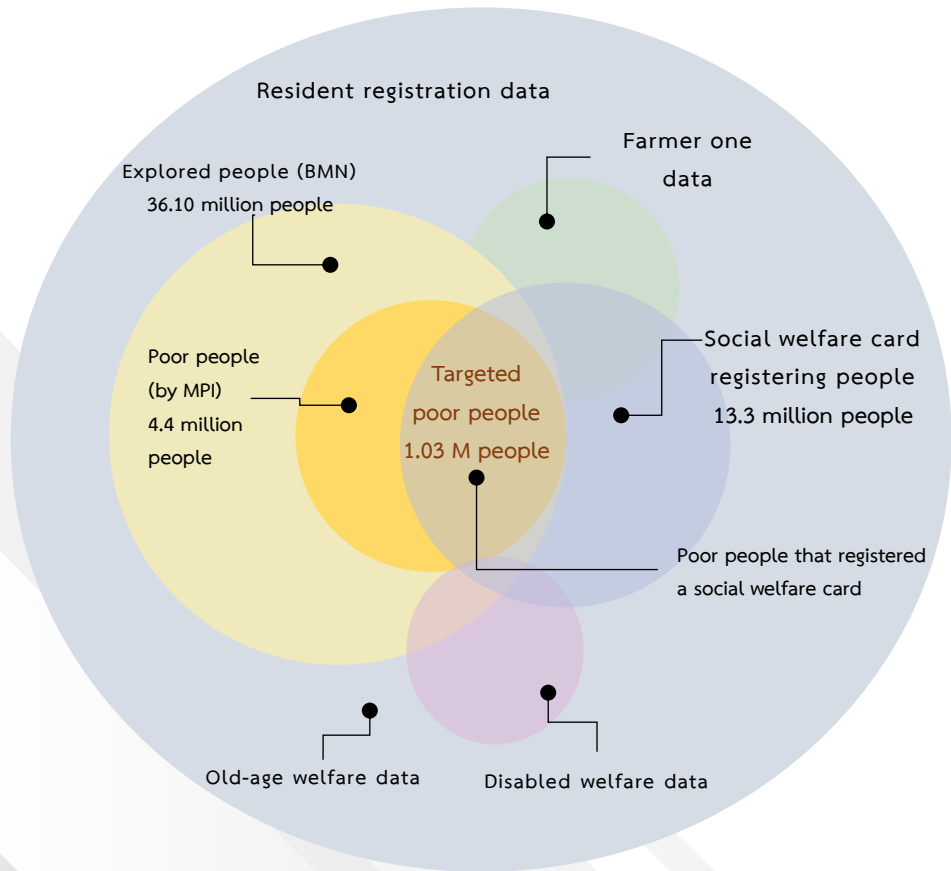 Resident registration data
Farmer one
data
Explored people (BMN)
36.10 million people
Poor people
(by MPI)
4.4 million
people
Targeted
poor people
1.03 M people
Social welfare card
registering people
13.3 million people
Poor people that registered
a social welfare card
Old-age welfare data
Disabled welfare data